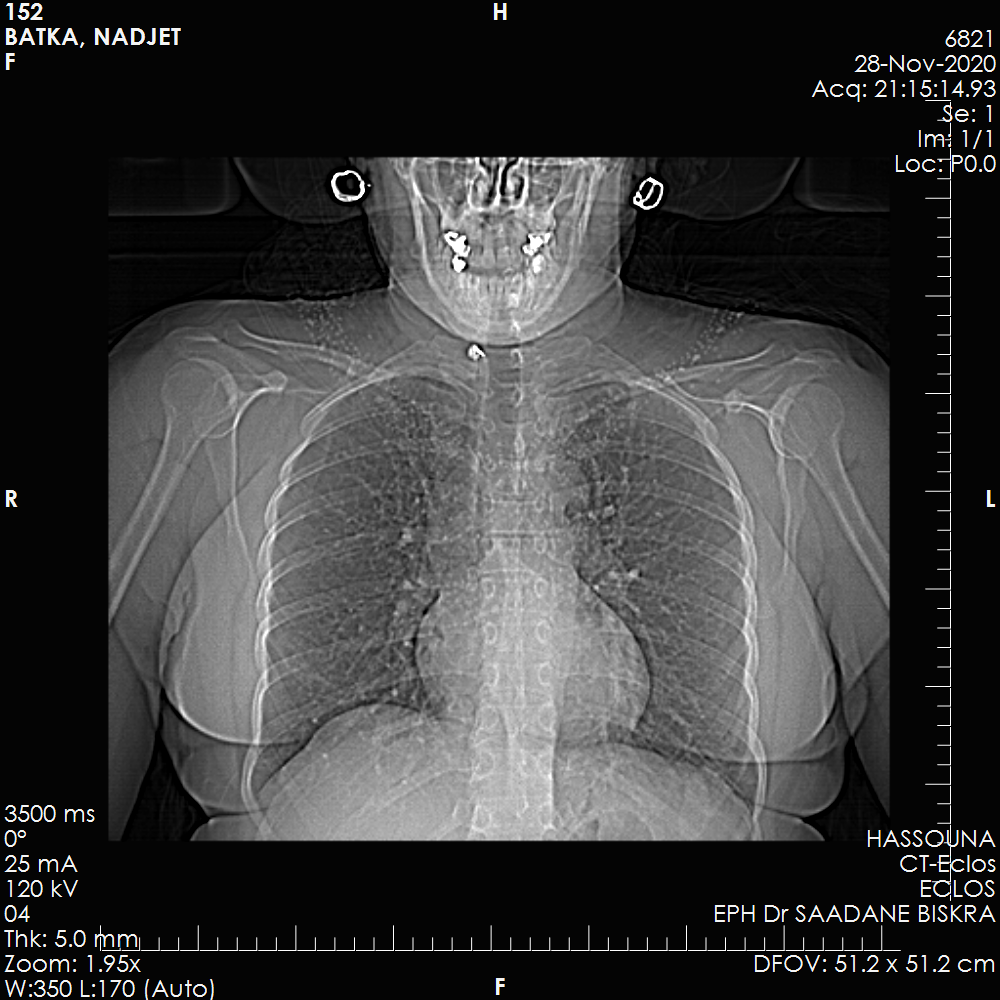 152
BATKA, NADJET
F
H
6821
28-Nov-2020
Acq: 21:15:14.93
Se: 1
Im: 1/1
Loc: P0.0
R
L
3500 ms
0°
25 mA
120 kV
04
Thk: 5.0 mm
Zoom: 1.95x
W:350 L:170 (Auto)
F
HASSOUNA
CT-Eclos
ECLOS
EPH Dr SAADANE BISKRA
DFOV: 51.2 x 51.2 cm